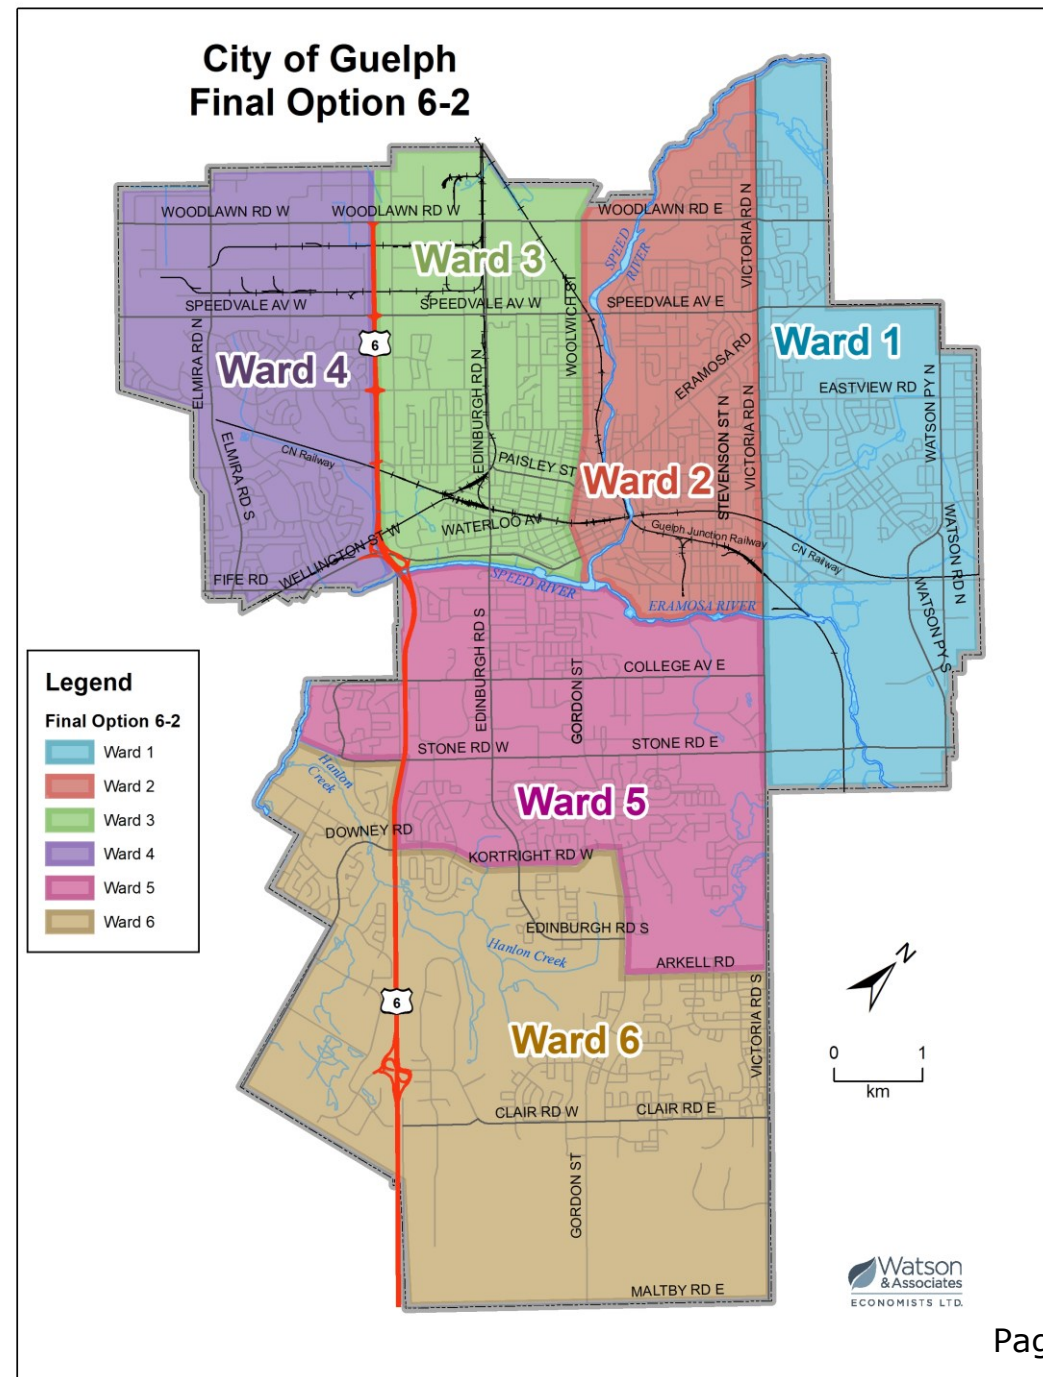 City of Guelph
Final Option 6-2
WOODLAWN RD W
WOODLAWN RD W
WOODLAWN RD E
SPEED
RIVER
VICTORIA RD N
Ward 3
SPEEDVALE AV W
SPEEDVALE AV W
SPEEDVALE AV E
6
Ward 4
ELMIRA RD N
EDINBURGH RD N
WOOLWICH ST
ERAMOSA RD
Ward 1
EASTVIEW RD
WATSON PY N
ELMIRA RD S
CN Railway
PAISLEY ST
Ward 2
STEVENSON ST N
VICTORIA RD N
WATERLOO AV
Guelph Junction Railway
CN Railway
WATSON RD N
WELLINGTON ST W
FIFE RD
SPEED RIVER
ERAMOSA RIVER
WATSON PY S
EDINBURGH RD S
GORDON ST
COLLEGE AV E
Legend
Final Option 6-2
Ward 1
Ward 2
Ward 3
Ward 4
Ward 5
Ward 6
STONE RD W
STONE RD E
Hanlon
Creek
Ward 5
DOWNEY RD
KORTRIGHT RD W
EDINBURGH RD S
Hanlon Creek
ARKELL RD
VICTORIA RD S
6
Ward 6
N
0 1
km
CLAIR RD W
CLAIR RD E
GORDON ST
MALTBY RD E
Watson
& Associates
ECONOMISTS LTD.
Pag